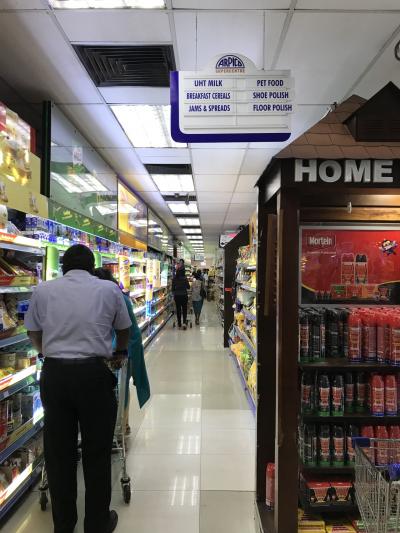 ARPICO
SUPERCENTRE
UHT MILK
PET FOOD
BREAKFAST CEREALS
SHOE POLISH
JAMS & SPREADS
FLOOR POLISH
HOME
Mortein